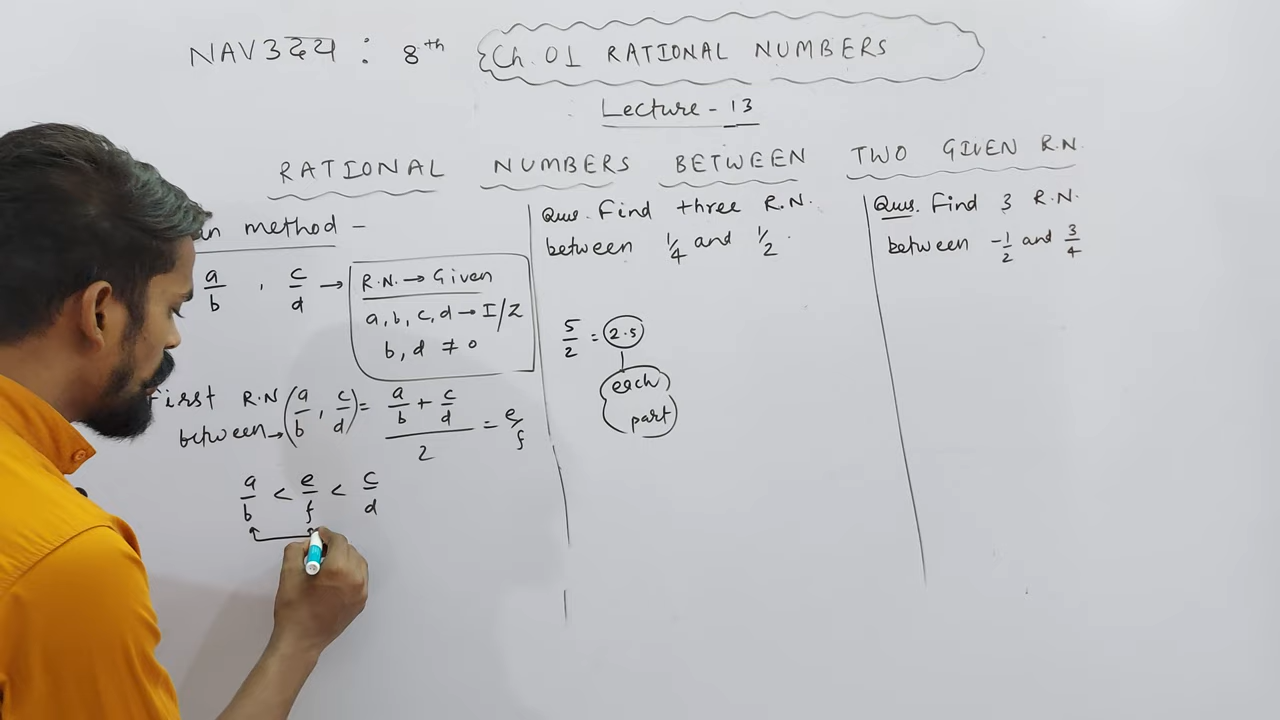 NAV3224 : 8th Ch. 01 RATIONAL NUMBERS
Lecture - 13
RATIONAL NUMBERS BETWEEN TWO GIVEN R.N.
method -
a/b , c/d →
R.N. → Given
a, b, c, d → I/Z
b, d ≠ 0
First R.N
between → (a/b , c/d) = (a/b + c/d)/2 = e/f
a/b < e/f < c/d
Ques. Find three R.N.
between 1/4 and 1/2 .
5/2 = 2.5
each
part
Ques. Find 3 R.N.
between -1/2 and 3/4